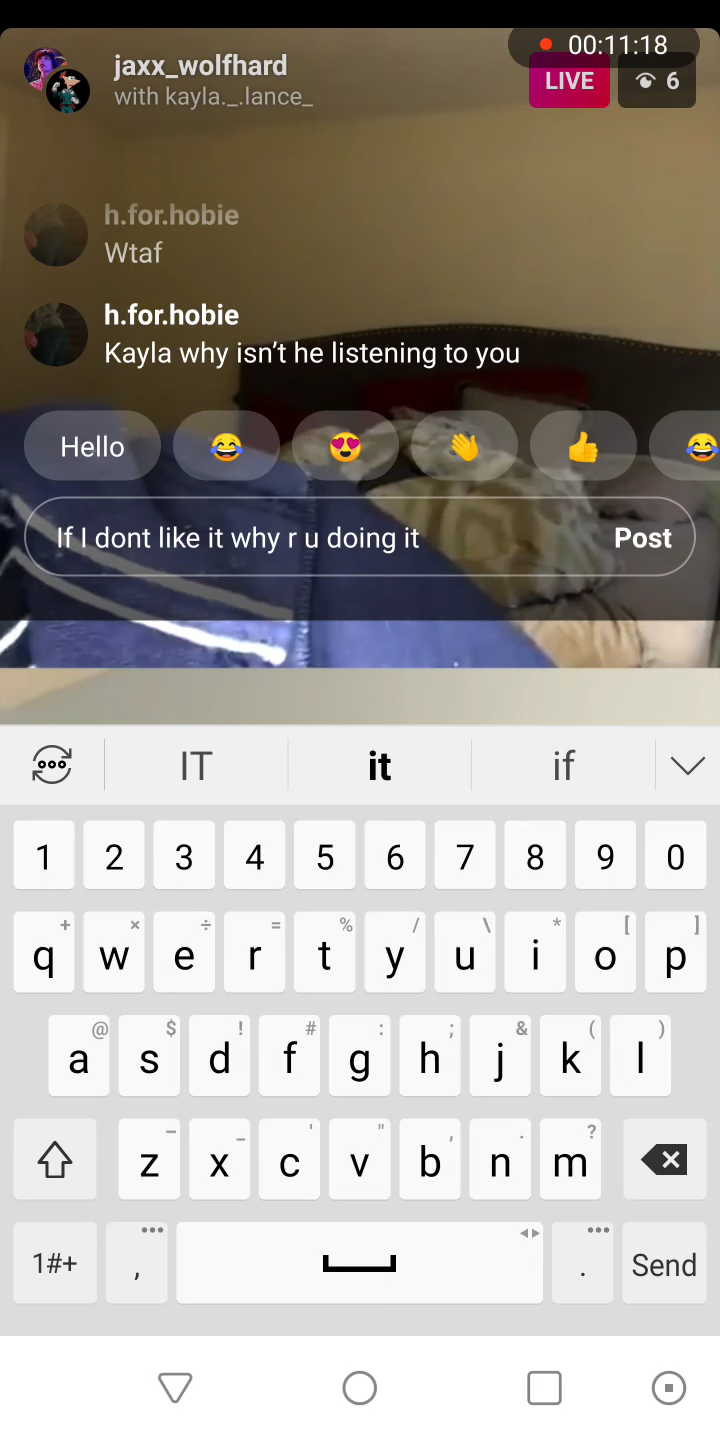 00:11:18
jaxx_wolfhard
with kayla._.lance_
LIVE
6
h.for.hobie
Wtaf
h.for.hobie
Kayla why isn’t he listening to you
Hello
If I dont like it why r u doing it
Post
IT it if
1 2 3 4 5 6 7 8 9 0
+ × ÷ = % / \ * [ ]
q w e r t y u i o p
@ $ ! # : ; & ( )
a s d f g h j k l
– _ ' " , . ?
z x c v b n m
1#+ , . Send